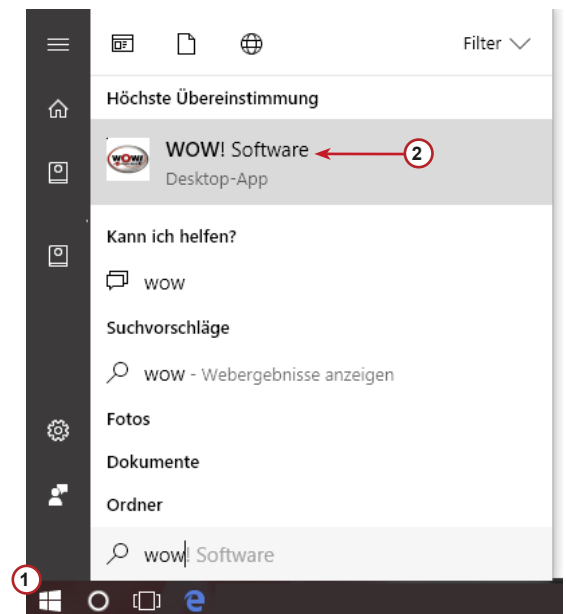 Filter
Höchste Übereinstimmung
WOW! Software
2
WOW!
Desktop-App
Kann ich helfen?
wow
Suchvorschläge
wow - Webergebnisse anzeigen
Fotos
Dokumente
Ordner
wow! Software
1